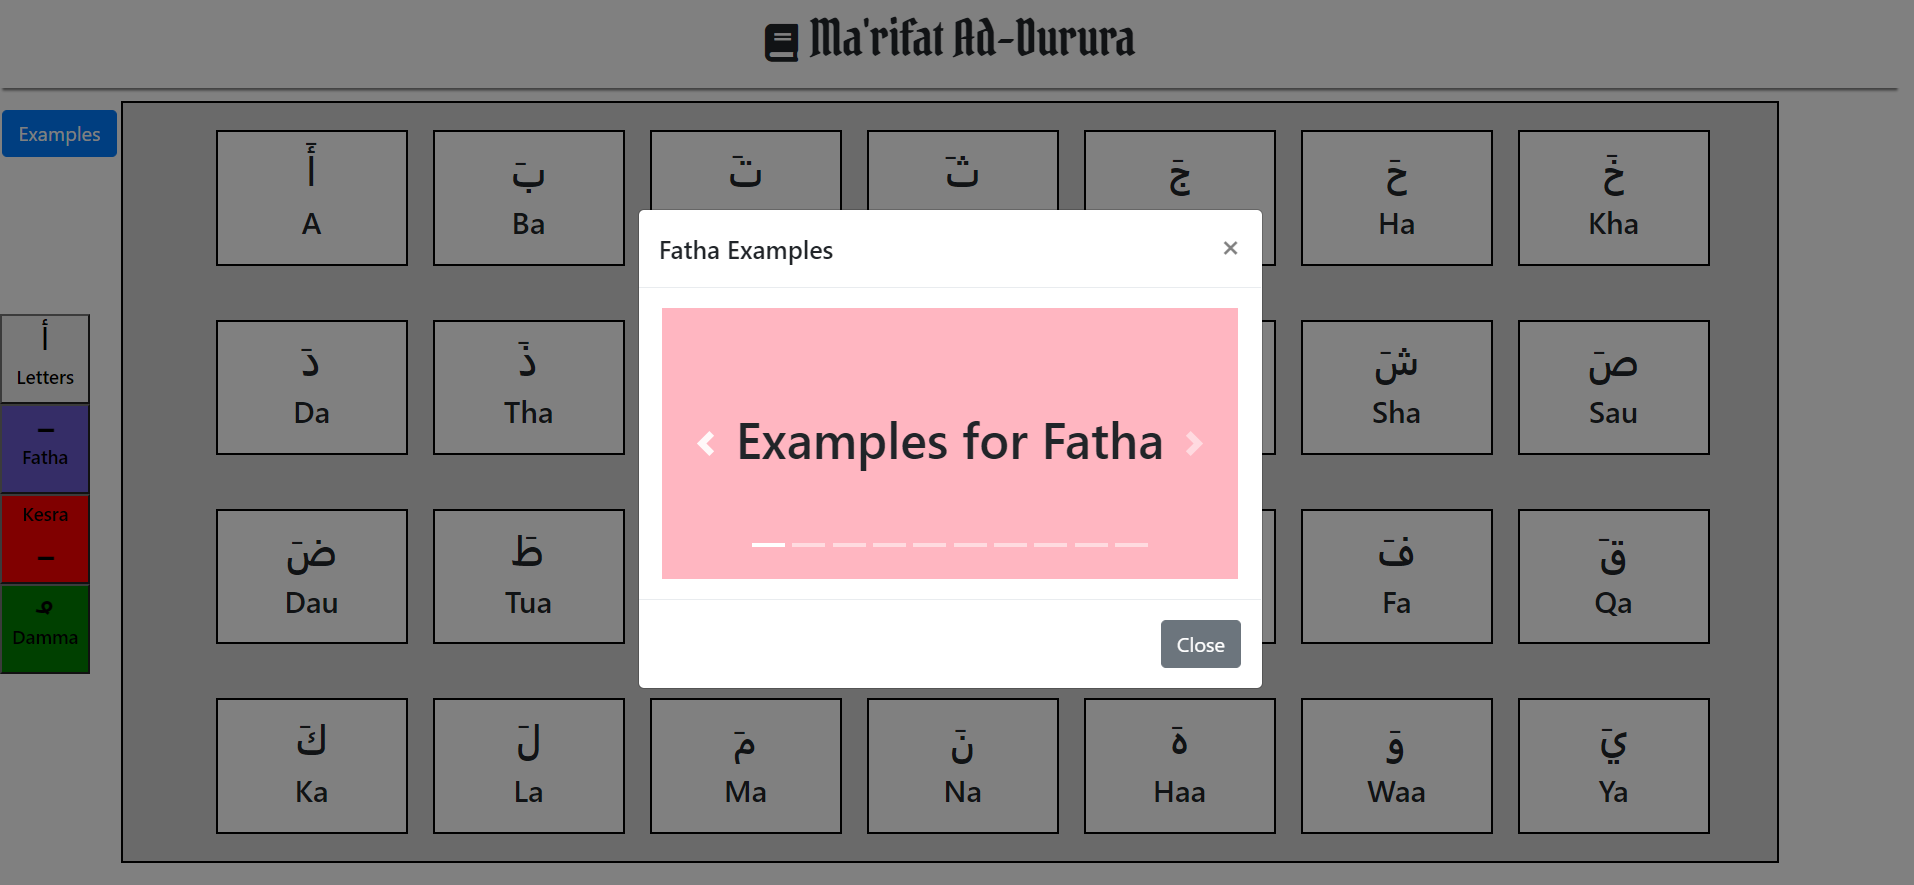 Ma'rifat Ad-Durura
Examples
أَ بَ تَ ثَ جَ حَ خَ
A Ba Ha Kha
Fatha Examples ×
أ
Letters
دَ ذَ شَ صَ
Da Tha Sha Sau
Fatha
Examples for Fatha
Kesra
ضَ طَ فَ قَ
Dau Tua Fa Qa
Damma
Close
كَ لَ مَ نَ هَ وَ يَ
Ka La Ma Na Haa Waa Ya